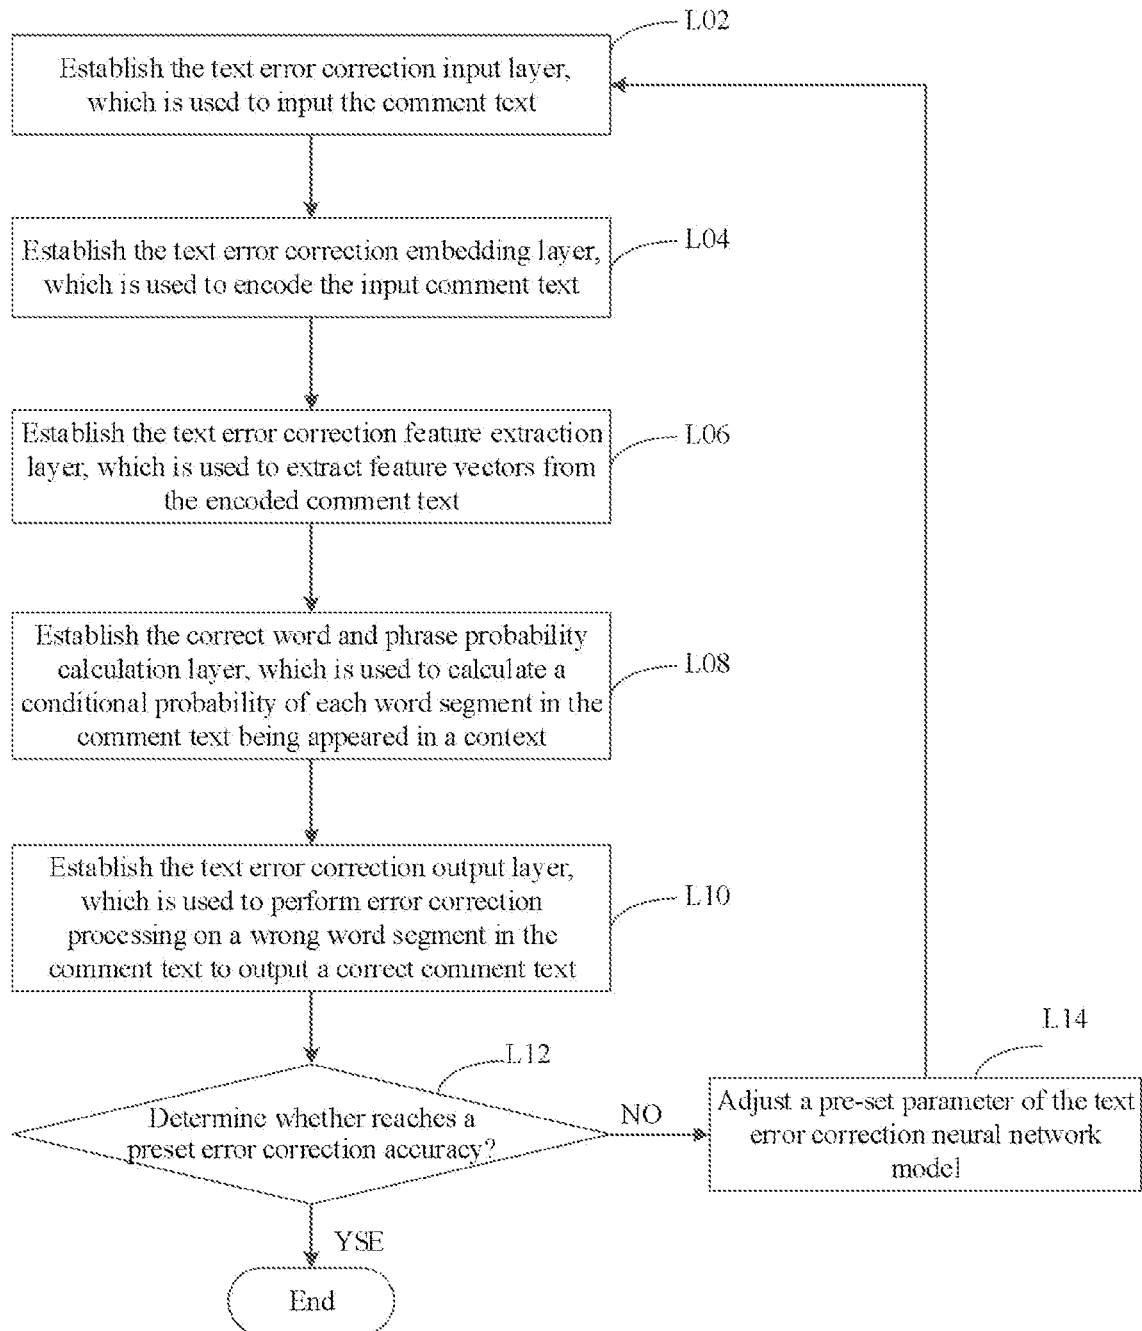 L02
Establish the text error correction input layer,
which is used to input the comment text
L04
Establish the text error correction embedding layer,
which is used to encode the input comment text
L06
Establish the text error correction feature extraction
layer, which is used to extract feature vectors from
the encoded comment text
L08
Establish the correct word and phrase probability
calculation layer, which is used to calculate a
conditional probability of each word segment in the
comment text being appeared in a context
L10
Establish the text error correction output layer,
which is used to perform error correction
processing on a wrong word segment in the
comment text to output a correct comment text
L12
Determine whether reaches a
preset error correction accuracy?
NO
L14
Adjust a pre-set parameter of the text
error correction neural network
model
YSE
End